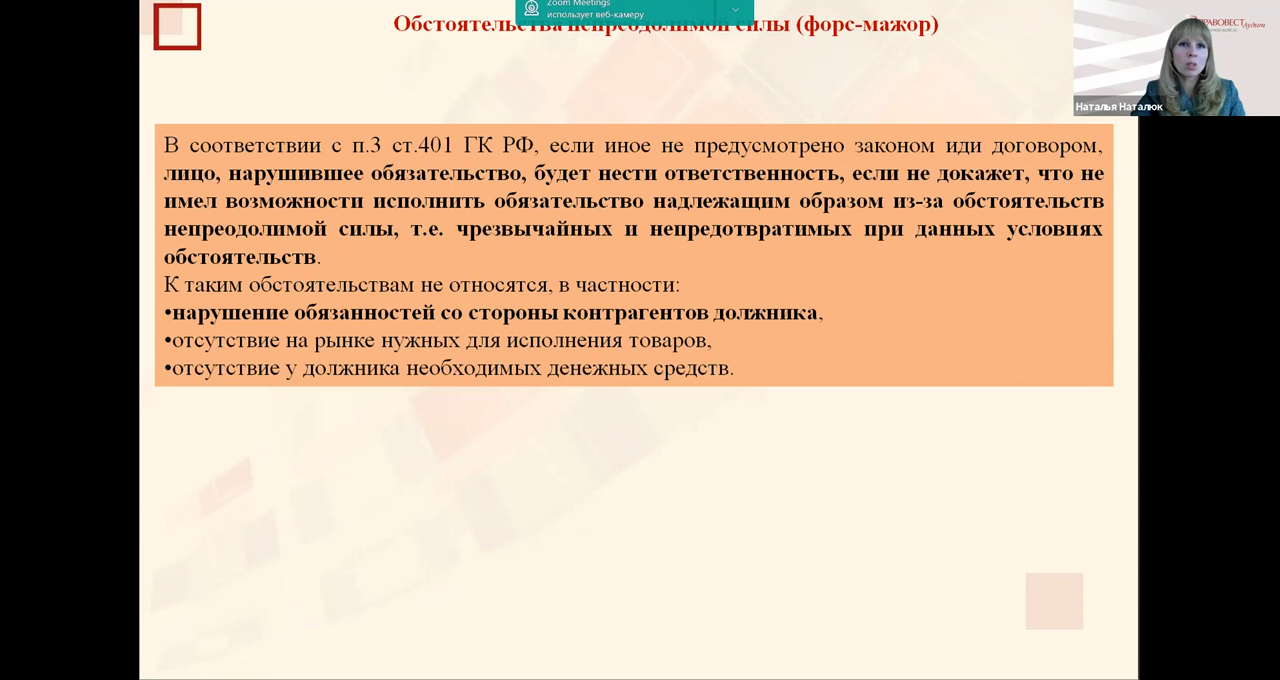 Zoom Meetings
использует веб-камеру
Обстоятельства непреодолимой силы (форс-мажор)
ПРАВОВЕСТ
Аудит
Наталья Наталюк
В соответствии с п.3 ст.401 ГК РФ, если иное не предусмотрено законом иди договором,
лицо, нарушившее обязательство, будет нести ответственность, если не докажет, что не
имел возможности исполнить обязательство надлежащим образом из-за обстоятельств
непреодолимой силы, т.е. чрезвычайных и непредотвратимых при данных условиях
обстоятельств.
К таким обстоятельствам не относятся, в частности:
•нарушение обязанностей со стороны контрагентов должника,
•отсутствие на рынке нужных для исполнения товаров,
•отсутствие у должника необходимых денежных средств.